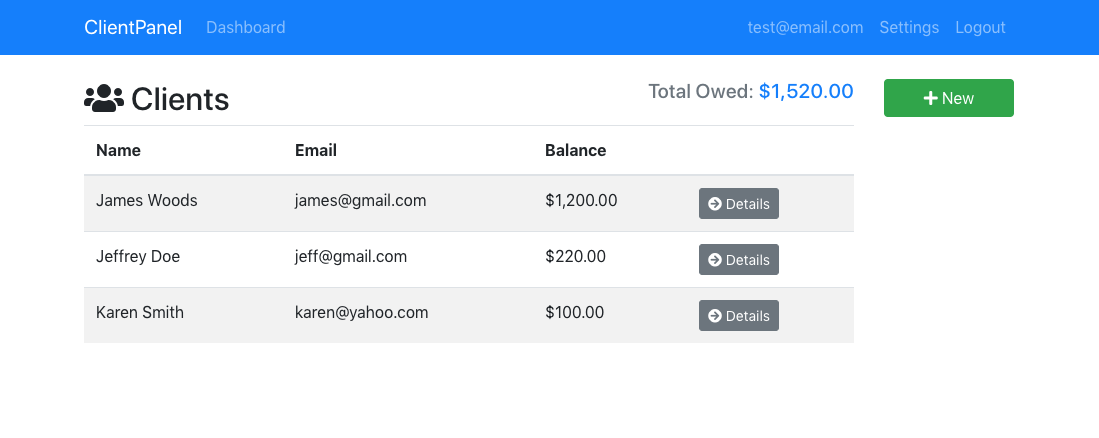 ClientPanel Dashboard test@email.com Settings Logout
Clients Total Owed: $1,520.00 New
Name Email Balance
James Woods james@gmail.com $1,200.00 Details
Jeffrey Doe jeff@gmail.com $220.00 Details
Karen Smith karen@yahoo.com $100.00 Details